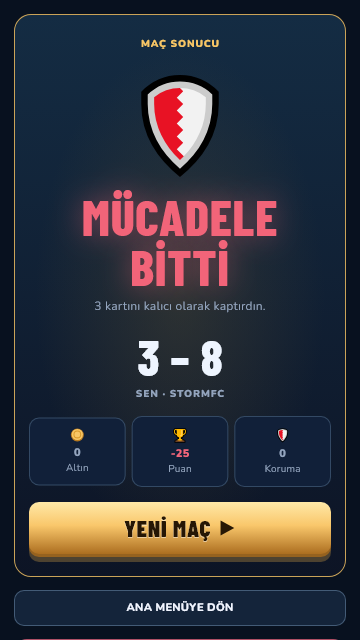 MAÇ SONUCU
MÜCADELE
BİTTİ
3 kartını kalıcı olarak kaptırdın.
3 – 8
SEN · STORMFC
0
Altın
-25
Puan
0
Koruma
YENİ MAÇ ▶
ANA MENÜYE DÖN